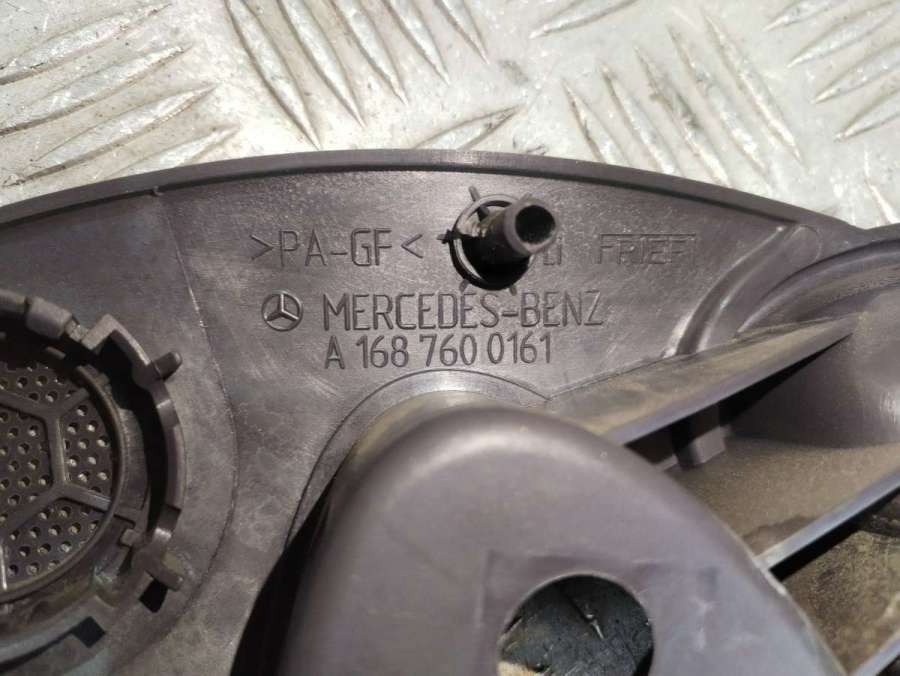 >PA-GF<
MERCEDES-BENZ
A 168 760 0161